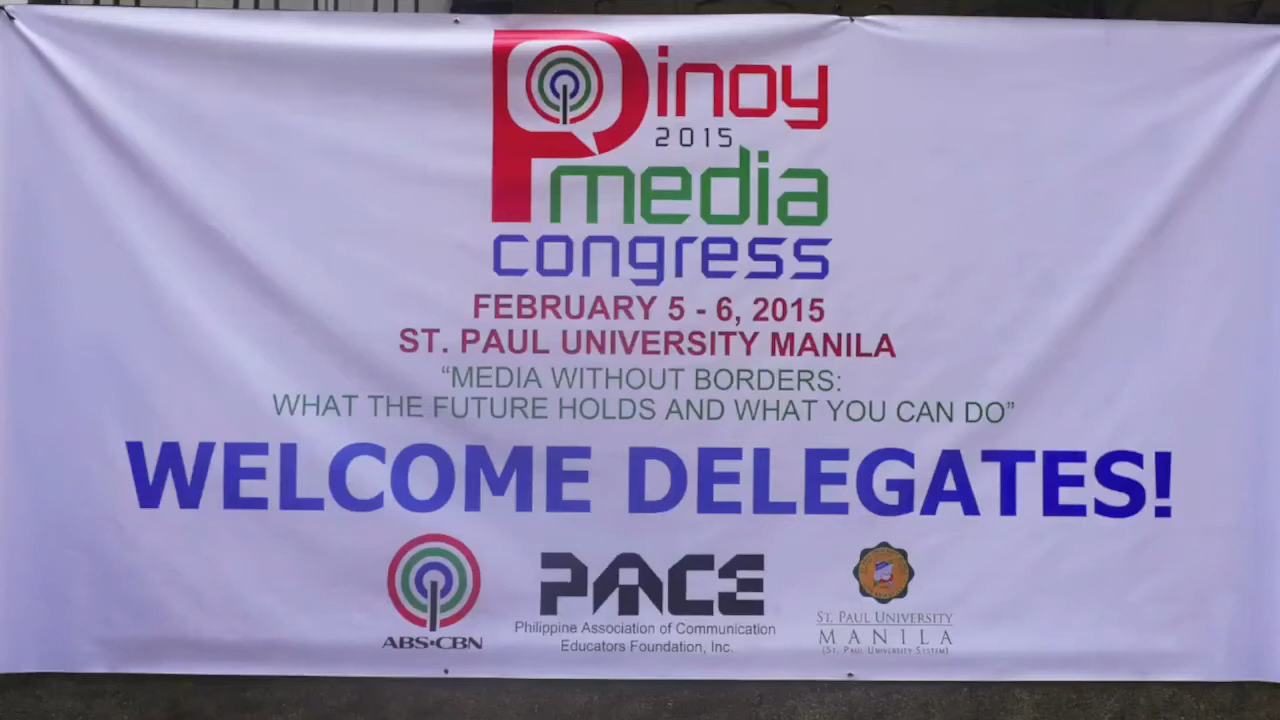 Pinoy
2015
media
congress
FEBRUARY 5 - 6, 2015
ST. PAUL UNIVERSITY MANILA
“MEDIA WITHOUT BORDERS:
WHAT THE FUTURE HOLDS AND WHAT YOU CAN DO”
WELCOME DELEGATES!
ABS-CBN
PACE
Philippine Association of Communication
Educators Foundation, Inc.
ST. PAUL UNIVERSITY
MANILA
(ST. PAUL UNIVERSITY SYSTEM)